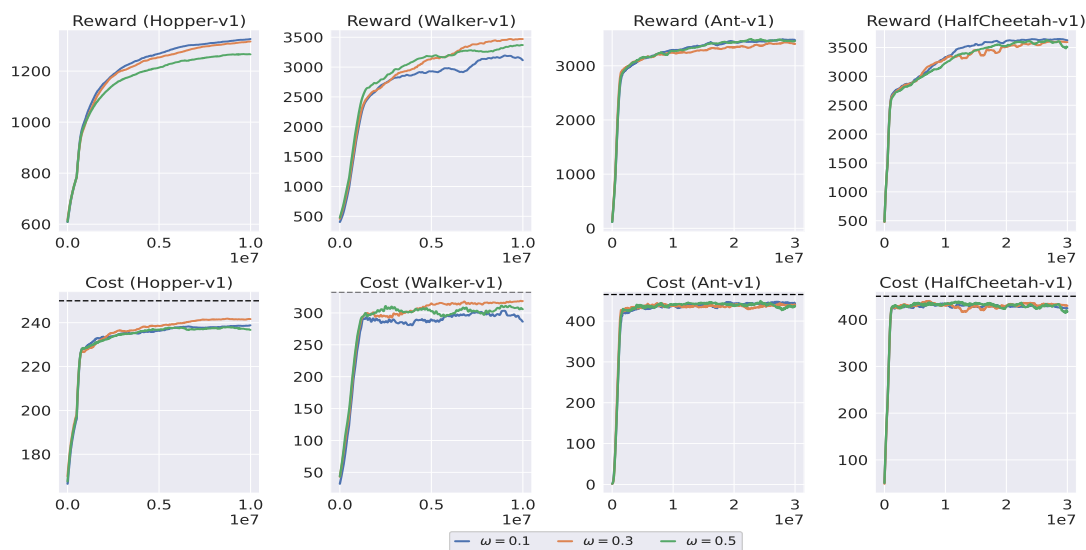 Reward (Hopper-v1)
1200
1000
800
600
0.0 0.5 1.0
1e7
Reward (Walker-v1)
3500
3000
2500
2000
1500
1000
500
0.0 0.5 1.0
1e7
Reward (Ant-v1)
3000
2000
1000
0
0 1 2 3
1e7
Reward (HalfCheetah-v1)
3500
3000
2500
2000
1500
1000
500
0 1 2 3
1e7
Cost (Hopper-v1)
240
220
200
180
0.0 0.5 1.0
1e7
Cost (Walker-v1)
300
250
200
150
100
50
0.0 0.5 1.0
1e7
Cost (Ant-v1)
400
300
200
100
0
0 1 2 3
1e7
Cost (HalfCheetah-v1)
400
300
200
100
0 1 2 3
1e7
ω = 0.1 ω = 0.3 ω = 0.5